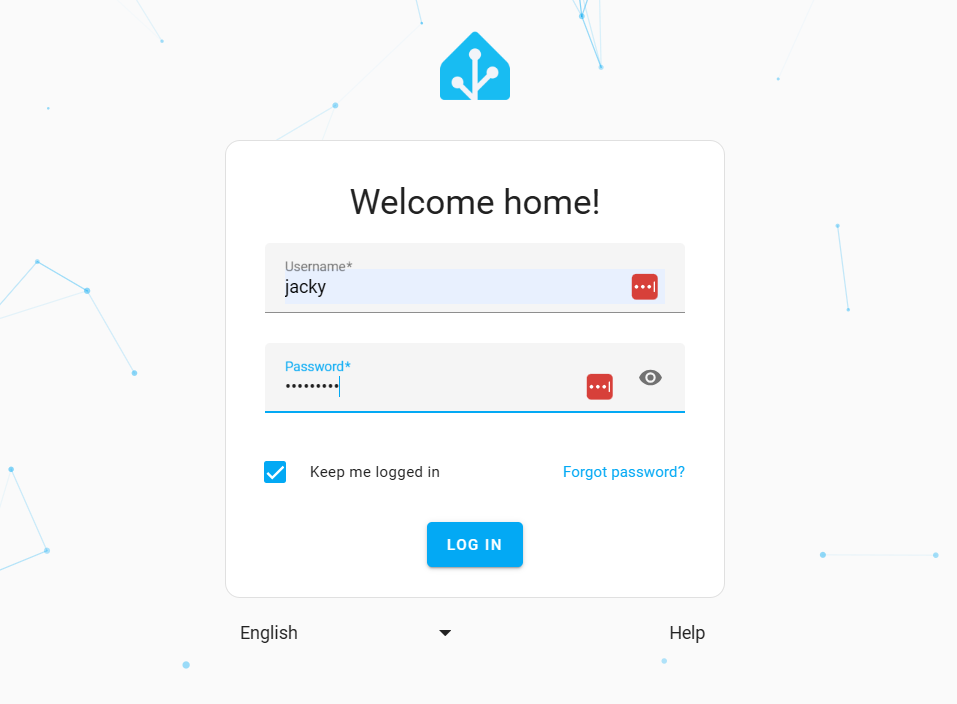 Welcome home!
Username*
jacky
Password*
•••••••••
Keep me logged in
Forgot password?
LOG IN
English
Help